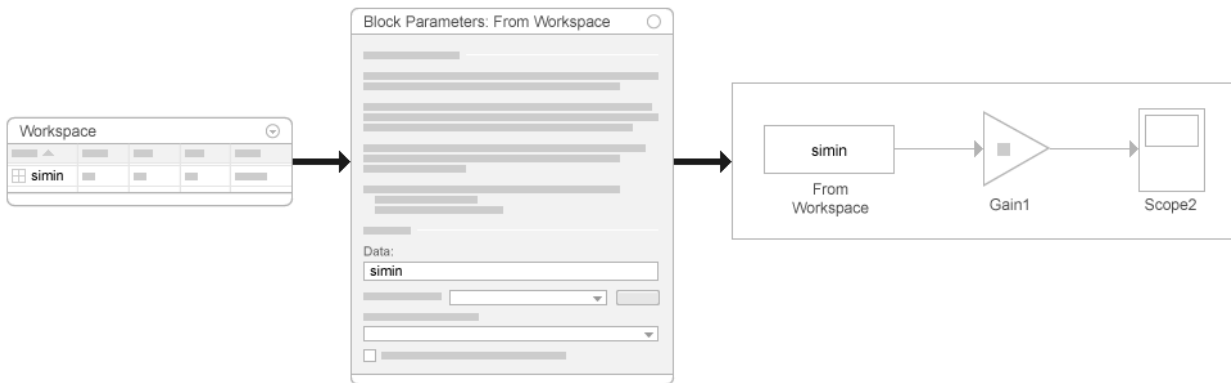 Workspace
simin
Block Parameters: From Workspace
Data:
simin
simin
From
Workspace
Gain1
Scope2